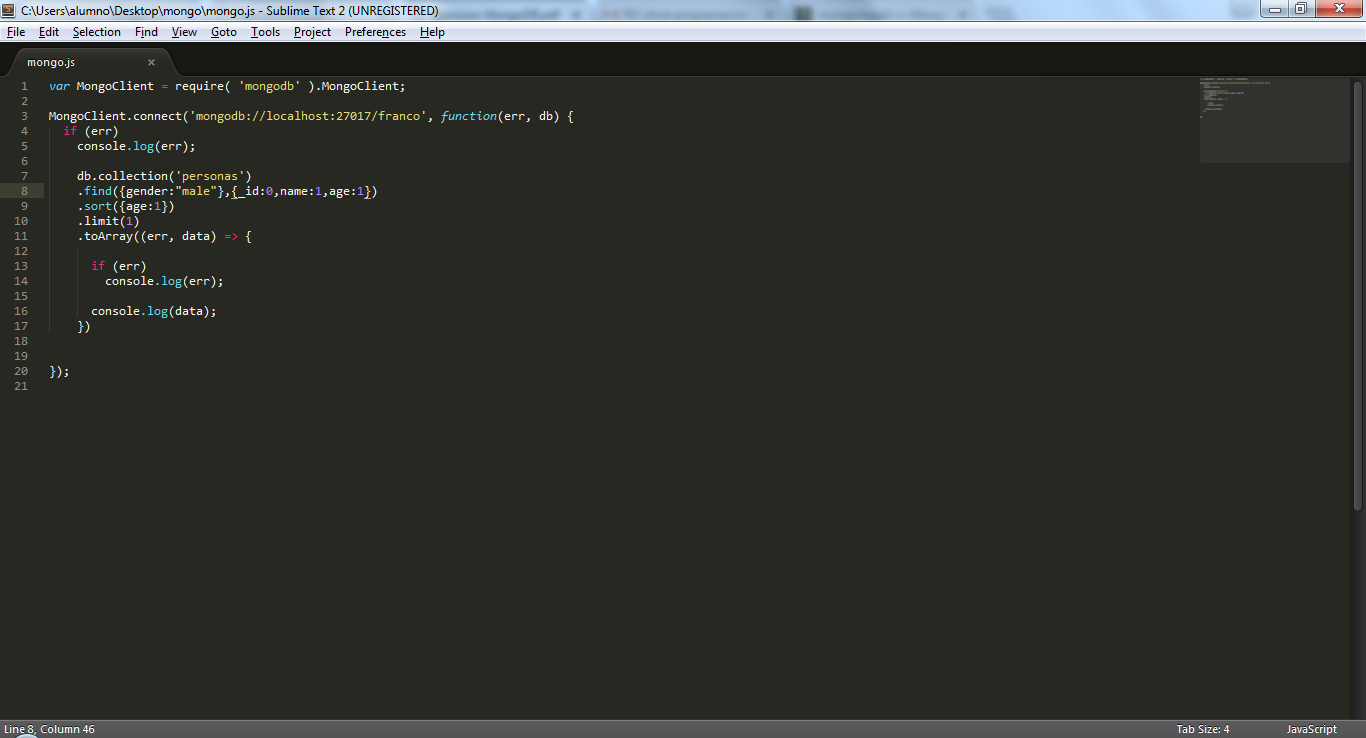 C:\Users\alumno\Desktop\mongo\mongo.js - Sublime Text 2 (UNREGISTERED)
File Edit Selection Find View Goto Tools Project Preferences Help
mongo.js ×
1 var MongoClient = require( 'mongodb' ).MongoClient;
2
3 MongoClient.connect('mongodb://localhost:27017/franco', function(err, db) {
4 if (err)
5 console.log(err);
6
7 db.collection('personas')
8 .find({gender:"male"},{_id:0,name:1,age:1})
9 .sort({age:1})
10 .limit(1)
11 .toArray((err, data) => {
12
13 if (err)
14 console.log(err);
15
16 console.log(data);
17 })
18
19
20 });
21
Line 8, Column 46 Tab Size: 4 JavaScript